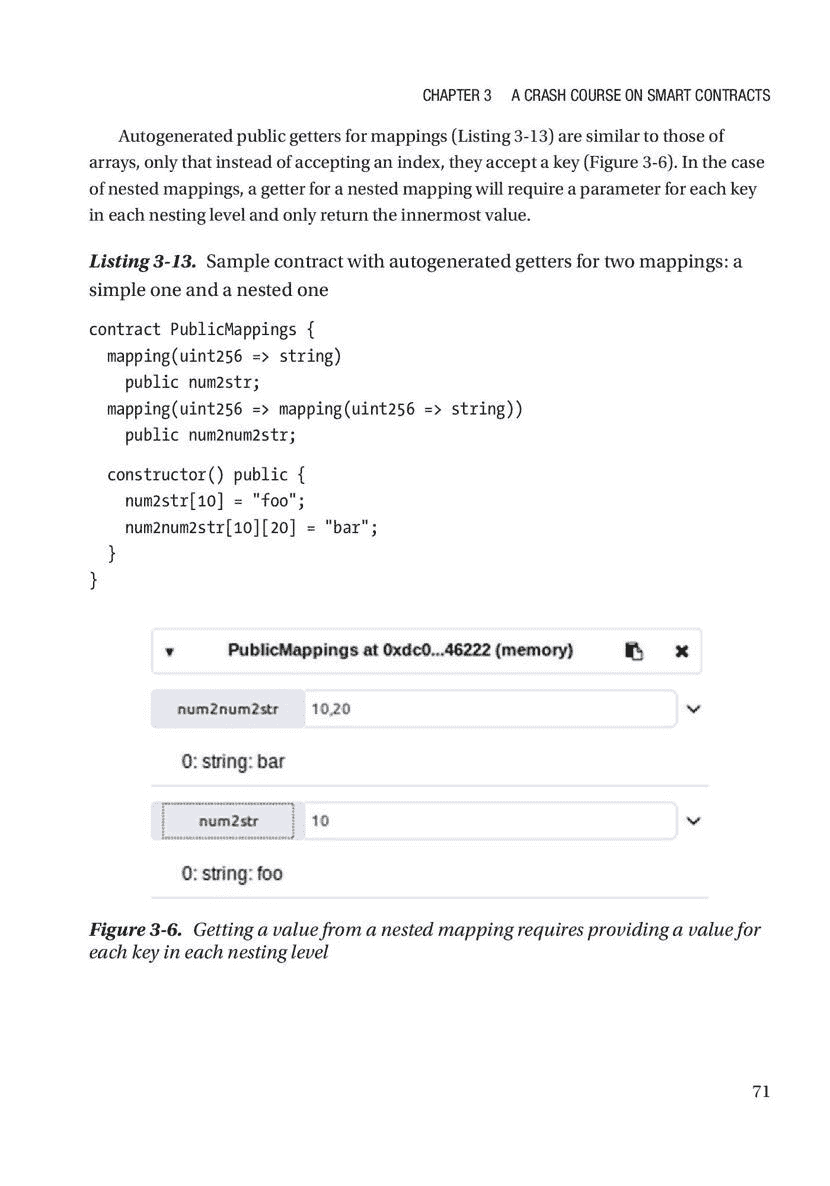 CHAPTER 3 A CRASH COURSE ON SMART CONTRACTS
Autogenerated public getters for mappings (Listing 3-13) are similar to those of
arrays, only that instead of accepting an index, they accept a key (Figure 3-6). In the case
of nested mappings, a getter for a nested mapping will require a parameter for each key
in each nesting level and only return the innermost value.
Listing 3-13. Sample contract with autogenerated getters for two mappings: a
simple one and a nested one
contract PublicMappings {
  mapping(uint256 => string)
    public num2str;
  mapping(uint256 => mapping(uint256 => string))
    public num2num2str;
  constructor() public {
    num2str[10] = "foo";
    num2num2str[10][20] = "bar";
  }
}
PublicMappings at 0xdc0...46222 (memory)
num2num2str 10,20
0: string: bar
num2str 10
0: string: foo
Figure 3-6. Getting a value from a nested mapping requires providing a value for
each key in each nesting level
71